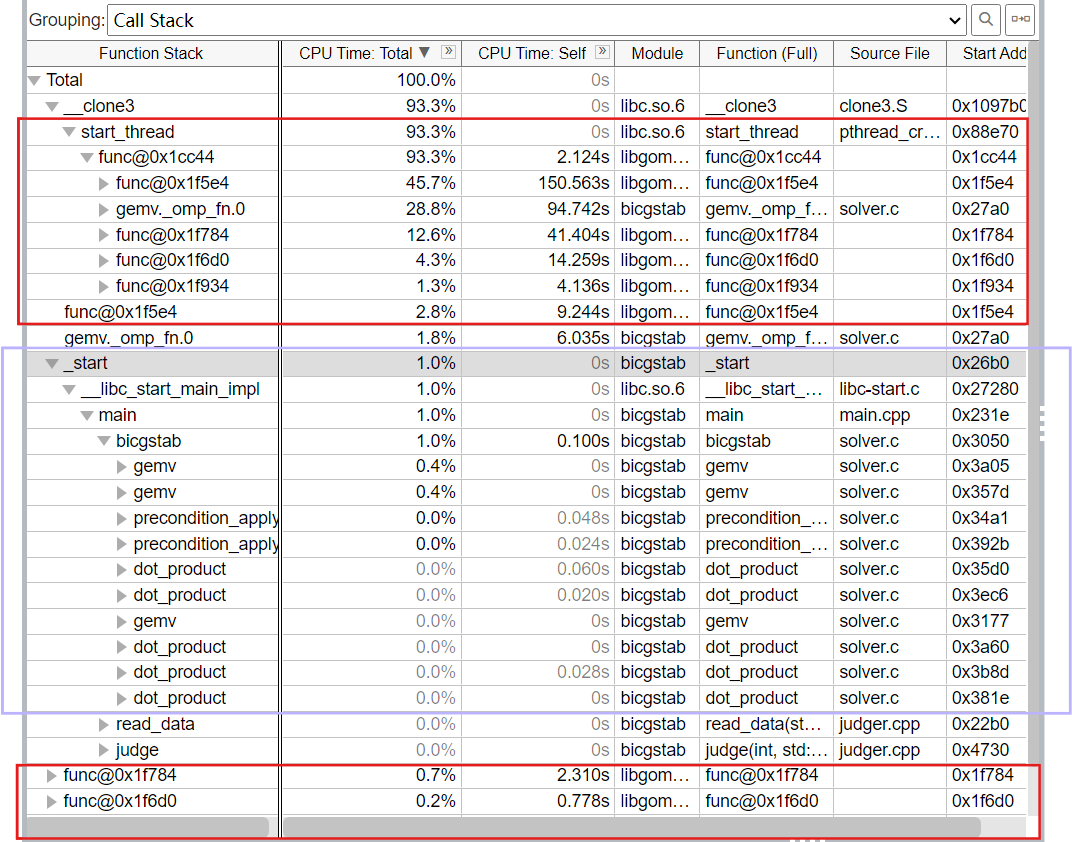 Grouping: Call Stack
Function Stack CPU Time: Total ▼ » CPU Time: Self » Module Function (Full) Source File Start Add
Total 100.0% 0s
__clone3 93.3% 0s libc.so.6 __clone3 clone3.S 0x1097b0
start_thread 93.3% 0s libc.so.6 start_thread pthread_cr… 0x88e70
func@0x1cc44 93.3% 2.124s libgom… func@0x1cc44 0x1cc44
func@0x1f5e4 45.7% 150.563s libgom… func@0x1f5e4 0x1f5e4
gemv._omp_fn.0 28.8% 94.742s bicgstab gemv._omp_f… solver.c 0x27a0
func@0x1f784 12.6% 41.404s libgom… func@0x1f784 0x1f784
func@0x1f6d0 4.3% 14.259s libgom… func@0x1f6d0 0x1f6d0
func@0x1f934 1.3% 4.136s libgom… func@0x1f934 0x1f934
func@0x1f5e4 2.8% 9.244s libgom… func@0x1f5e4 0x1f5e4
gemv._omp_fn.0 1.8% 6.035s bicgstab gemv._omp_f… solver.c 0x27a0
_start 1.0% 0s bicgstab _start 0x26b0
__libc_start_main_impl 1.0% 0s libc.so.6 __libc_start_… libc-start.c 0x27280
main 1.0% 0s bicgstab main main.cpp 0x231e
bicgstab 1.0% 0.100s bicgstab bicgstab solver.c 0x3050
gemv 0.4% 0s bicgstab gemv solver.c 0x3a05
gemv 0.4% 0s bicgstab gemv solver.c 0x357d
precondition_apply 0.0% 0.048s bicgstab precondition_… solver.c 0x34a1
precondition_apply 0.0% 0.024s bicgstab precondition_… solver.c 0x392b
dot_product 0.0% 0.060s bicgstab dot_product solver.c 0x35d0
dot_product 0.0% 0.020s bicgstab dot_product solver.c 0x3ec6
gemv 0.0% 0s bicgstab gemv solver.c 0x3177
dot_product 0.0% 0s bicgstab dot_product solver.c 0x3a60
dot_product 0.0% 0.028s bicgstab dot_product solver.c 0x3b8d
dot_product 0.0% 0s bicgstab dot_product solver.c 0x381e
read_data 0.0% 0s bicgstab read_data(st… judger.cpp 0x22b0
judge 0.0% 0s bicgstab judge(int, std:… judger.cpp 0x4730
func@0x1f784 0.7% 2.310s libgom… func@0x1f784 0x1f784
func@0x1f6d0 0.2% 0.778s libgom… func@0x1f6d0 0x1f6d0